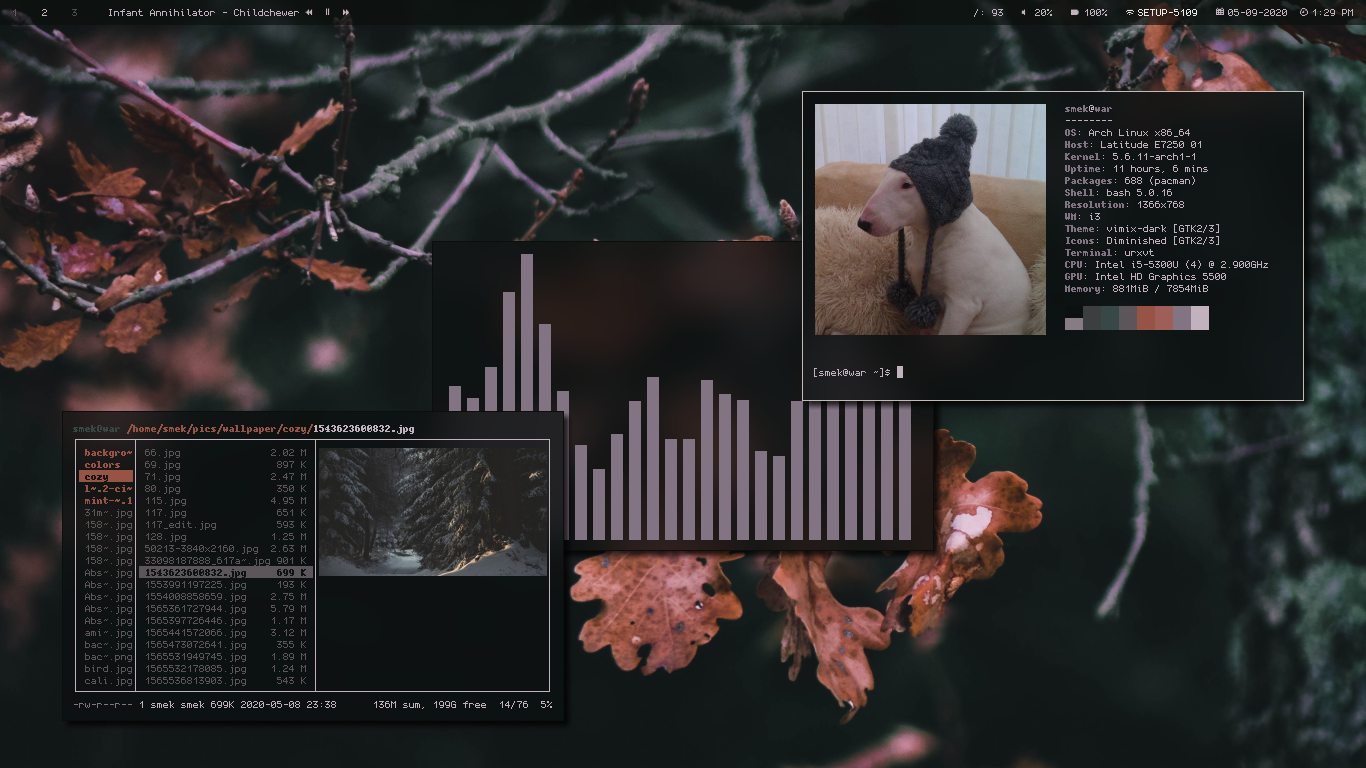 1 2 3 Infant Annihilator - Childchewer
/: 93 20% 100% SETUP-5109 05-09-2020 1:29 PM
smek@war
--------
OS: Arch Linux x86_64
Host: Latitude E7250 01
Kernel: 5.6.11-arch1-1
Uptime: 11 hours, 6 mins
Packages: 688 (pacman)
Shell: bash 5.0.16
Resolution: 1366x768
WM: i3
Theme: vimix-dark [GTK2/3]
Icons: Diminished [GTK2/3]
Terminal: urxvt
CPU: Intel i5-5300U (4) @ 2.900GHz
GPU: Intel HD Graphics 5500
Memory: 881MiB / 7854MiB
[smek@war ~]$
smek@war /home/smek/pics/wallpaper/cozy/1543623600832.jpg
backgro~ 66.jpg 2.02 M
colors 69.jpg 897 K
cozy 71.jpg 2.47 M
l~.2-ci~ 80.jpg 350 K
mint-~.1 115.jpg 4.95 M
31m~.jpg 117.jpg 651 K
158~.jpg 117_edit.jpg 593 K
158~.jpg 128.jpg 1.25 M
158~.jpg 50213-3840x2160.jpg 2.63 M
158~.jpg 33098187888_617a~.jpg 901 K
Abs~.jpg 1543623600832.jpg 699 K
Abs~.jpg 1553991197225.jpg 193 K
Abs~.jpg 1554008858659.jpg 2.75 M
Abs~.jpg 1565361727944.jpg 5.79 M
Abs~.jpg 1565397726446.jpg 1.17 M
ami~.jpg 1565441572066.jpg 3.12 M
bac~.jpg 1565473072641.jpg 355 K
bac~.png 1565531949745.jpg 1.89 M
bird.jpg 1565532178085.jpg 1.24 M
cali.jpg 1565536813903.jpg 543 K
-rw-r--r-- 1 smek smek 699K 2020-05-08 23:38 136M sum, 199G free 14/76 5%